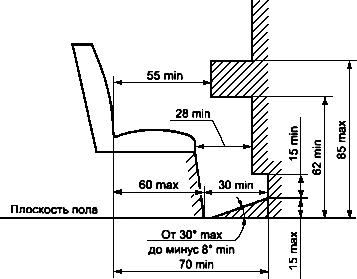 55 min
28 min
15 min
62 min
85 max
60 max
30 min
Плоскость пола
От 30° max
до минус 8° min
15 max
70 min